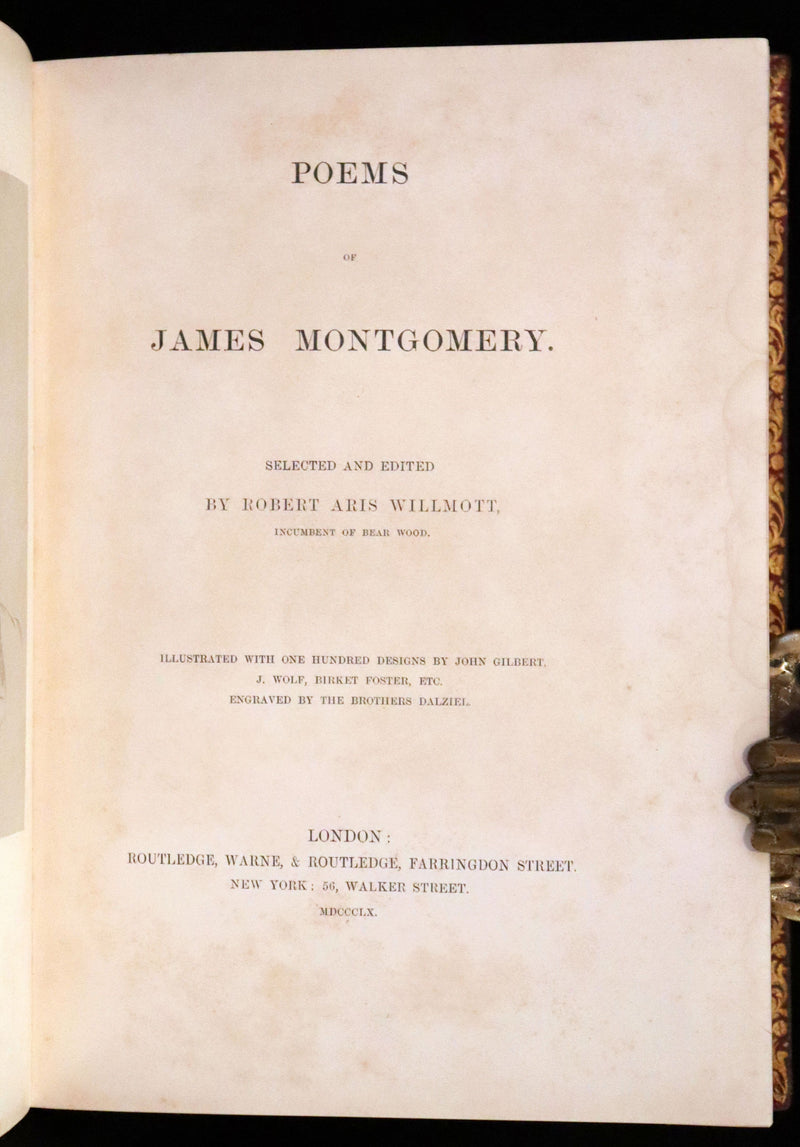 POEMS
OF
JAMES MONTGOMERY.
SELECTED AND EDITED
BY ROBERT ARIS WILLMOTT,
INCUMBENT OF BEAR WOOD.
ILLUSTRATED WITH ONE HUNDRED DESIGNS BY JOHN GILBERT,
J. WOLF, BIRKET FOSTER, ETC.
ENGRAVED BY THE BROTHERS DALZIEL.
LONDON:
ROUTLEDGE, WARNE, & ROUTLEDGE, FARRINGDON STREET.
NEW YORK: 56, WALKER STREET.
MDCCCLX.